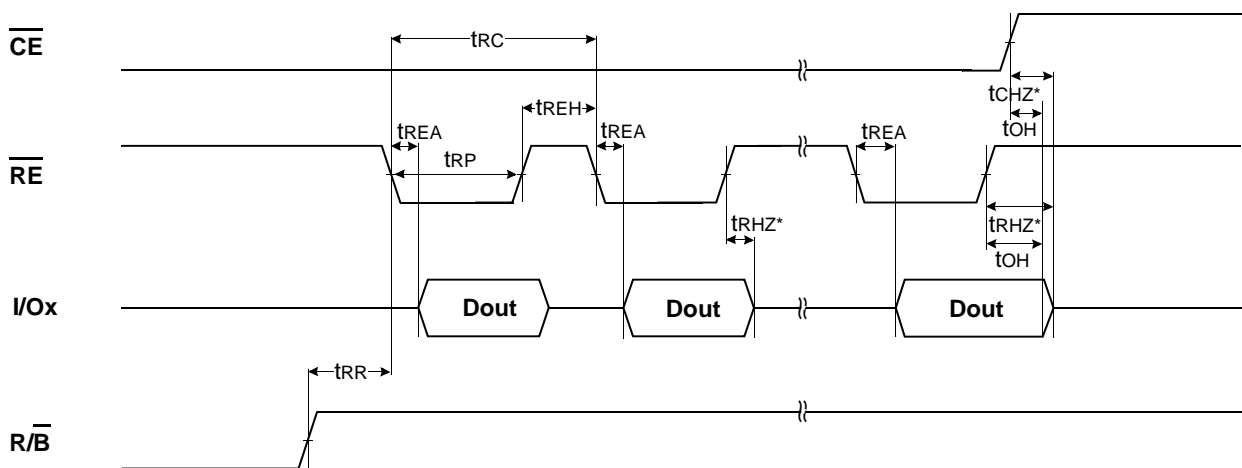 CE
tRC
tCHZ*
tREH
tOH
tREA
tREA
tREA
tRP
RE
tRHZ*
tRHZ*
tOH
I/Ox
Dout
Dout
Dout
tRR
R/B